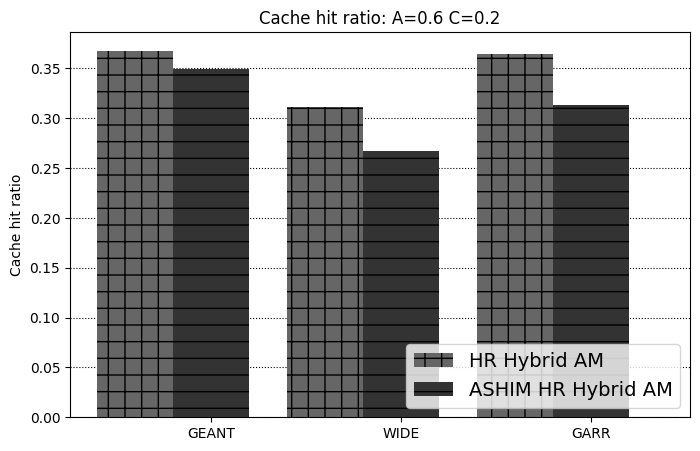 Cache hit ratio: A=0.6 C=0.2
Cache hit ratio
0.35
0.30
0.25
0.20
0.15
0.10
0.05
0.00
HR Hybrid AM
ASHIM HR Hybrid AM
GEANT
WIDE
GARR